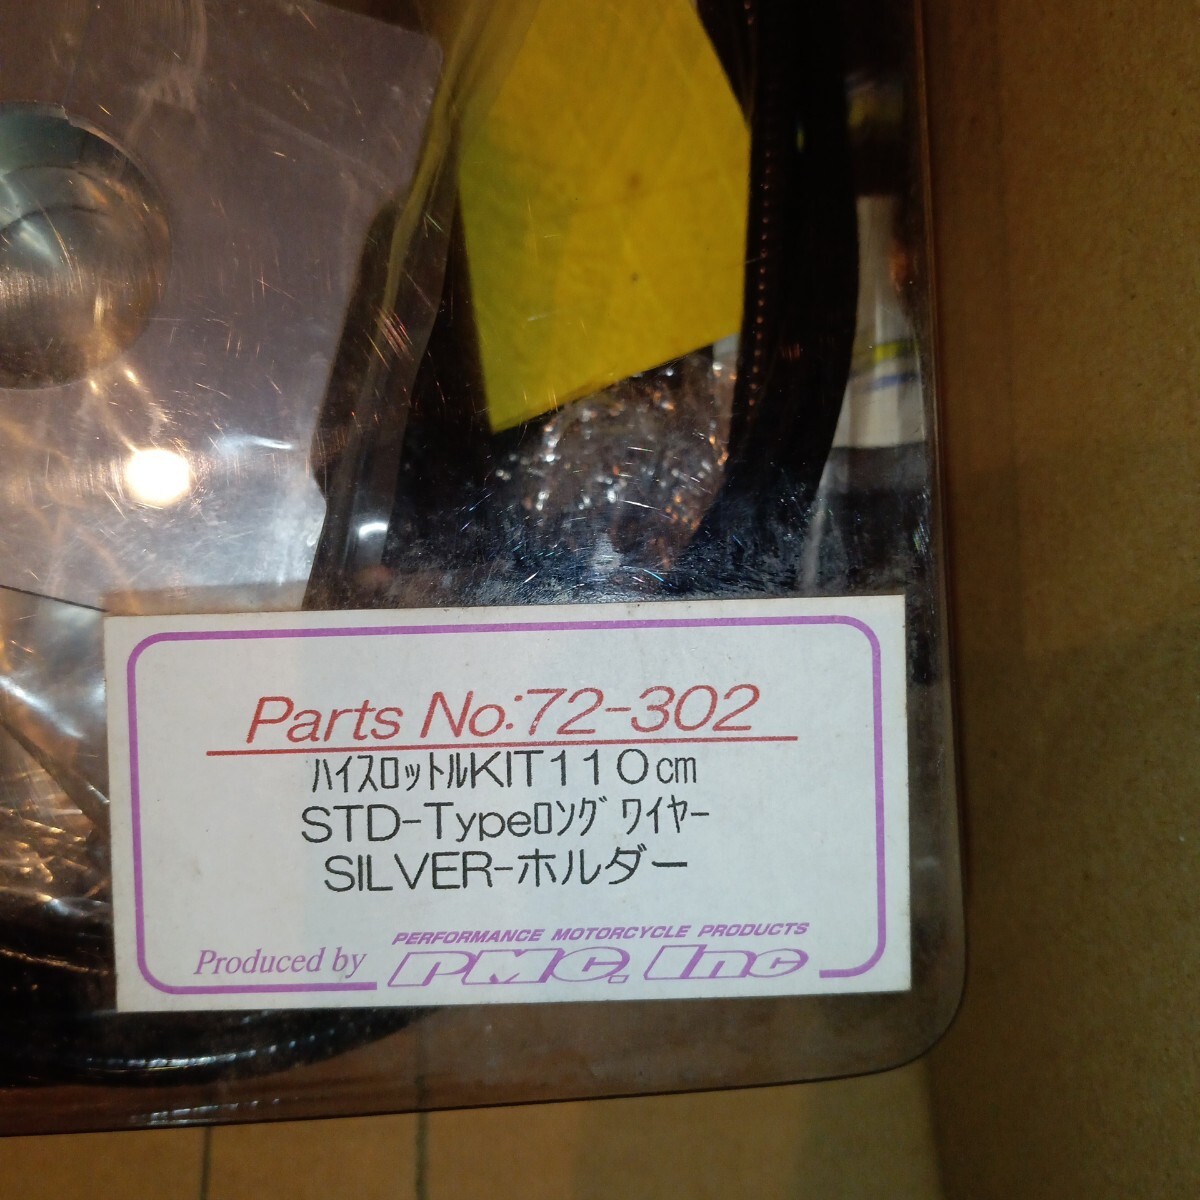 Parts No:72-302
ﾊｲｽﾛｯﾄﾙKIT110cm
STD-Typeﾛﾝｸﾞﾜｲﾔｰ
SILVER-ホルダー
PERFORMANCE MOTORCYCLE PRODUCTS
Produced by PMC. Inc